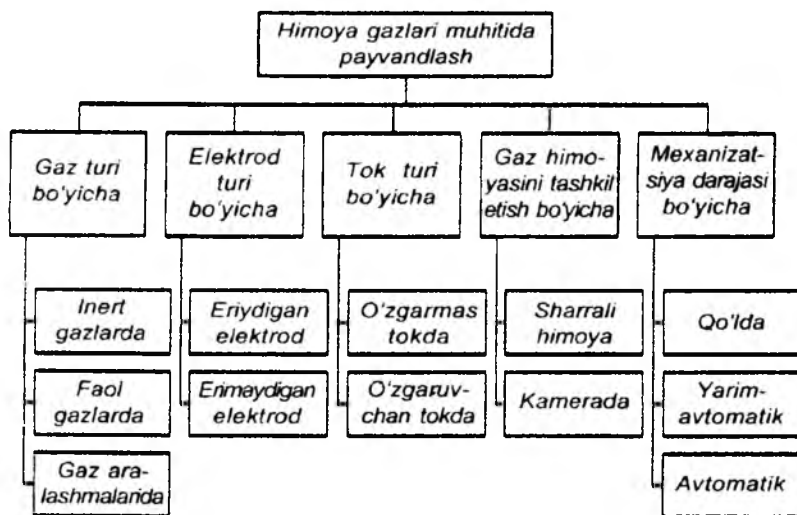 Himoya gazlari muhitida
payvandlash
Gaz turi
bo'yicha
Elektrod
turi
bo'yicha
Tok turi
bo'yicha
Gaz himo-
yasini tashkil
etish bo'yicha
Mexanizat-
siya darajasi
bo'yicha
Inert
gazlarda
Faol
gazlarda
Gaz ara-
lashmalarida
Eriydigan
elektrod
Erimaydigan
elektrod
O'zgarmas
tokda
O'zgaruv-
chan tokda
Sharrali
himoya
Kamerada
Qo'lda
Yarim-
avtomatik
Avtomatik